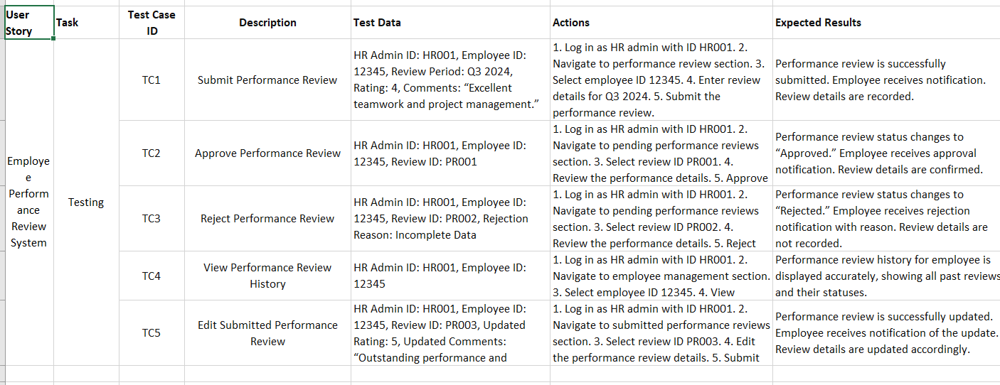 User
Story
Task
Test Case
ID
Description
Test Data
Actions
Expected Results
Employe
e
Perform
ance
Review
System
Testing
TC1
Submit Performance Review
HR Admin ID: HR001, Employee ID:
12345, Review Period: Q3 2024,
Rating: 4, Comments: “Excellent
teamwork and project management.”
1. Log in as HR admin with ID HR001. 2.
Navigate to performance review section. 3.
Select employee ID 12345. 4. Enter review
details for Q3 2024. 5. Submit the
performance review.
Performance review is successfully
submitted. Employee receives notification.
Review details are recorded.
TC2
Approve Performance Review
HR Admin ID: HR001, Employee ID:
12345, Review ID: PR001
1. Log in as HR admin with ID HR001. 2.
Navigate to pending performance reviews
section. 3. Select review ID PR001. 4.
Review the performance details. 5. Approve
Performance review status changes to
“Approved.” Employee receives approval
notification. Review details are confirmed.
TC3
Reject Performance Review
HR Admin ID: HR001, Employee ID:
12345, Review ID: PR002, Rejection
Reason: Incomplete Data
1. Log in as HR admin with ID HR001. 2.
Navigate to pending performance reviews
section. 3. Select review ID PR002. 4.
Review the performance details. 5. Reject
Performance review status changes to
“Rejected.” Employee receives rejection
notification with reason. Review details are
not recorded.
TC4
View Performance Review
History
HR Admin ID: HR001, Employee ID:
12345
1. Log in as HR admin with ID HR001. 2.
Navigate to employee management section.
3. Select employee ID 12345. 4. View
Performance review history for employee is
displayed accurately, showing all past reviews
and their statuses.
TC5
Edit Submitted Performance
Review
HR Admin ID: HR001, Employee ID:
12345, Review ID: PR003, Updated
Rating: 5, Updated Comments:
“Outstanding performance and
1. Log in as HR admin with ID HR001. 2.
Navigate to submitted performance reviews
section. 3. Select review ID PR003. 4. Edit
the performance review details. 5. Submit
Performance review is successfully updated.
Employee receives notification of the update.
Review details are updated accordingly.